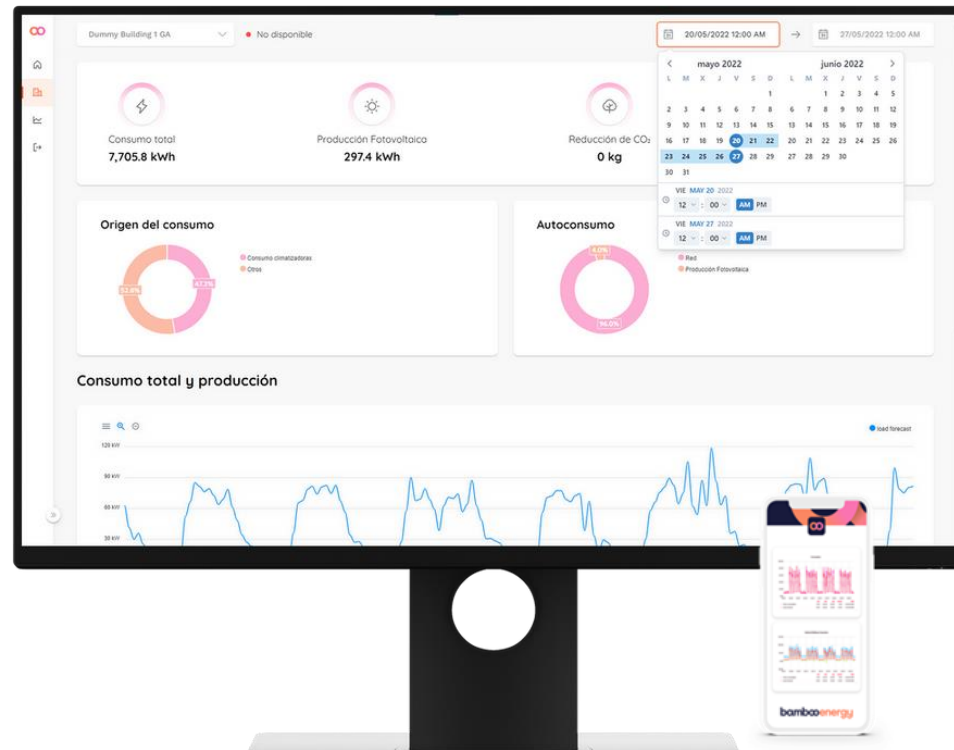 Dummy Building 1 GA
No disponible
20/05/2022 12:00 AM
27/05/2022 12:00 AM
Consumo total
7,705.8 kWh
Producción Fotovoltaica
297.4 kWh
Reducción de CO₂
0 kg
mayo 2022
L M X J V S D
1
2 3 4 5 6 7 8
9 10 11 12 13 14 15
16 17 18 19 20 21 22
23 24 25 26 27 28 29
30 31
junio 2022
L M X J V S D
1 2 3 4 5
6 7 8 9 10 11 12
13 14 15 16 17 18 19
20 21 22 23 24 25 26
27 28 29 30
VIE MAY 20 2022
12 : 00 AM PM
VIE MAY 27 2022
12 : 00 AM PM
Origen del consumo
47.2%
Consumo climatizadoras
Otros
Autoconsumo
4.0%
96.0%
Red
Producción Fotovoltaica
Consumo total y producción
load forecast
120 kW
90 kW
60 kW
30 kW
bambooenergy